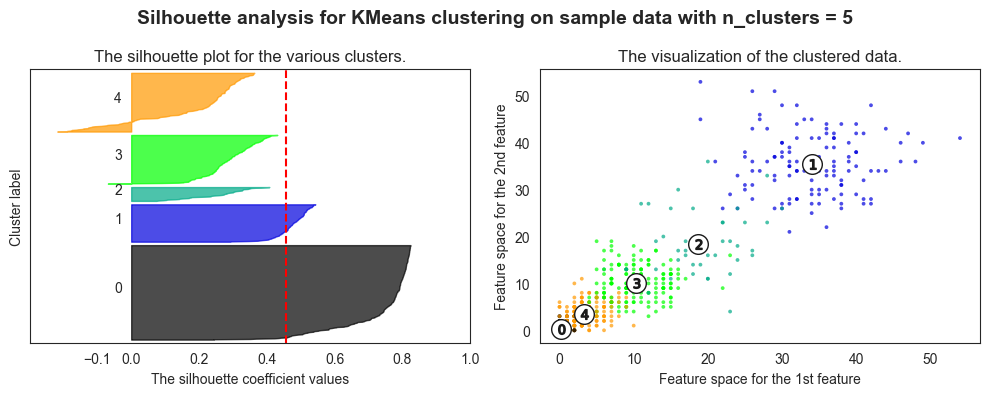 Silhouette analysis for KMeans clustering on sample data with n_clusters = 5
The silhouette plot for the various clusters.
Cluster label
4
3
2
1
0
−0.1 0.0 0.2 0.4 0.6 0.8 1.0
The silhouette coefficient values
The visualization of the clustered data.
Feature space for the 2nd feature
50
40
30
20
10
0
1
2
3
4
0
0 10 20 30 40 50
Feature space for the 1st feature